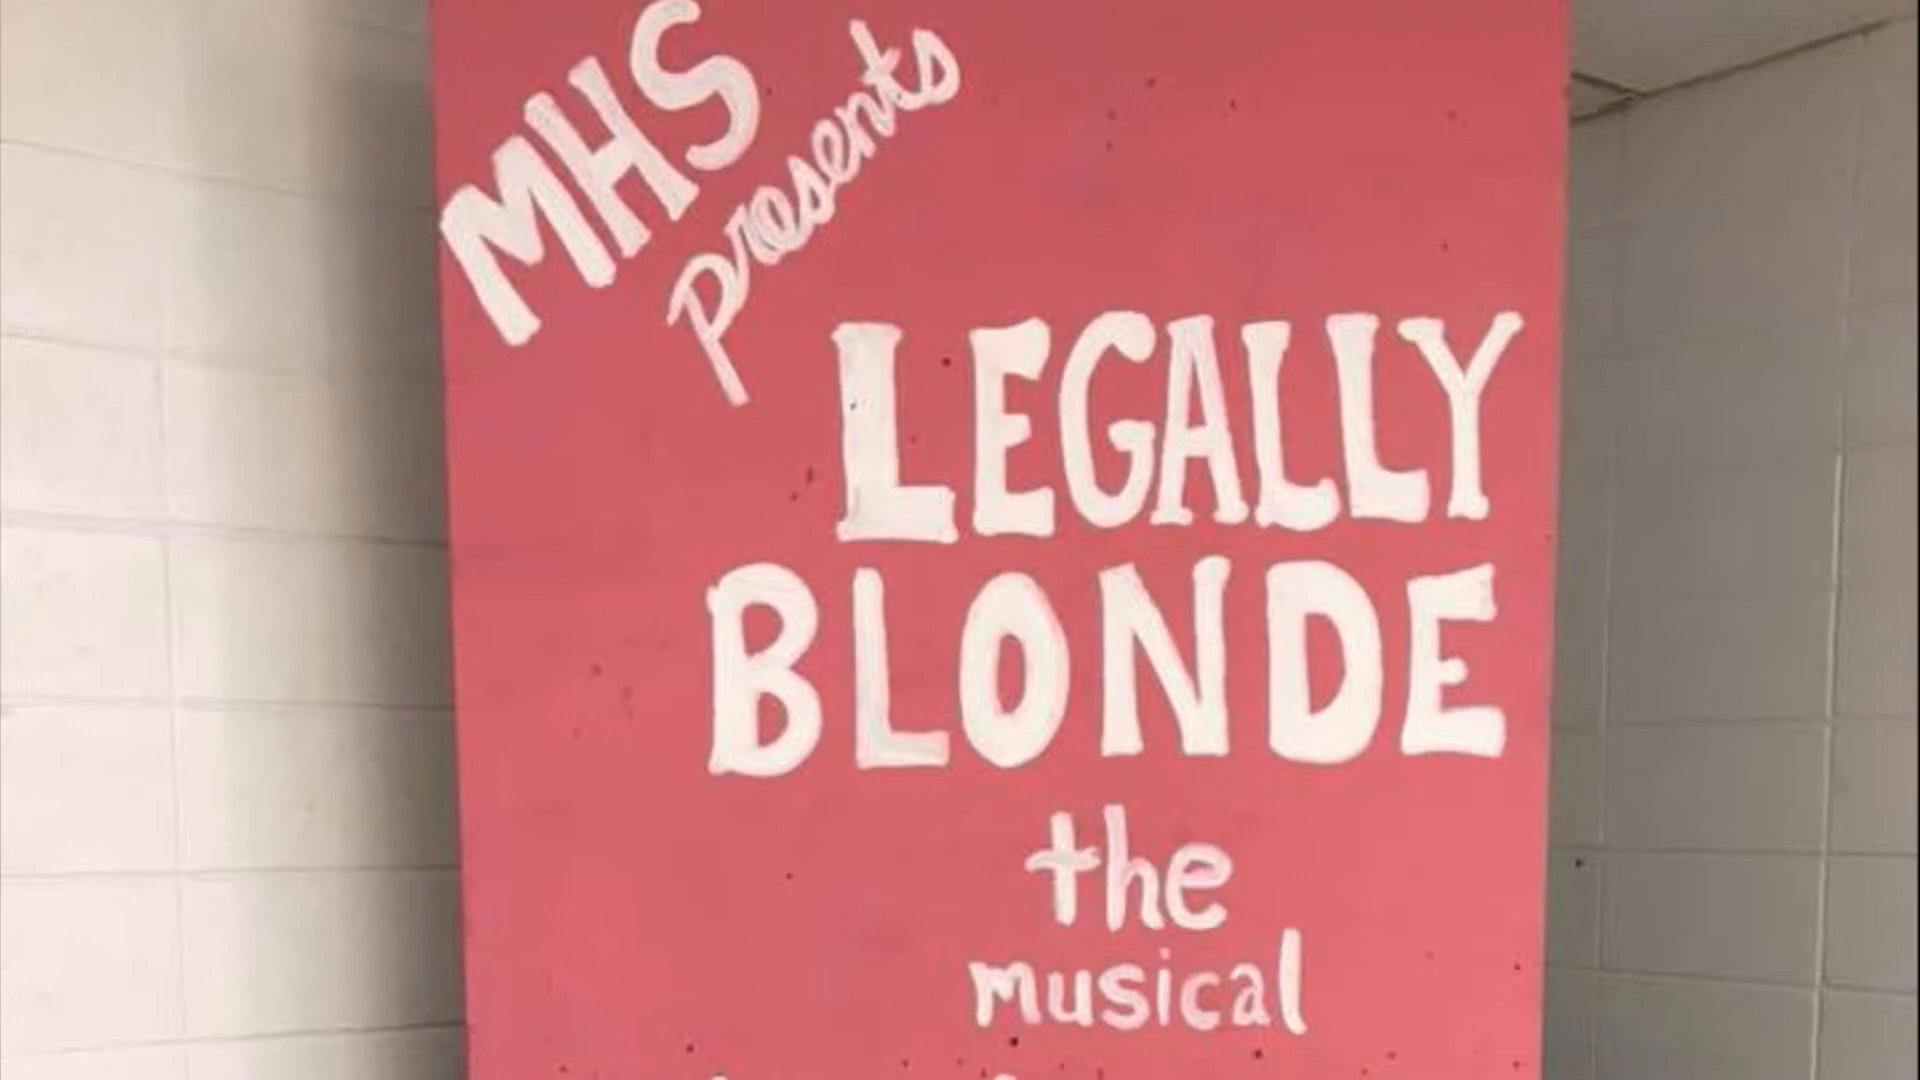 MHS
presents
LEGALLY
BLONDE
the
musical